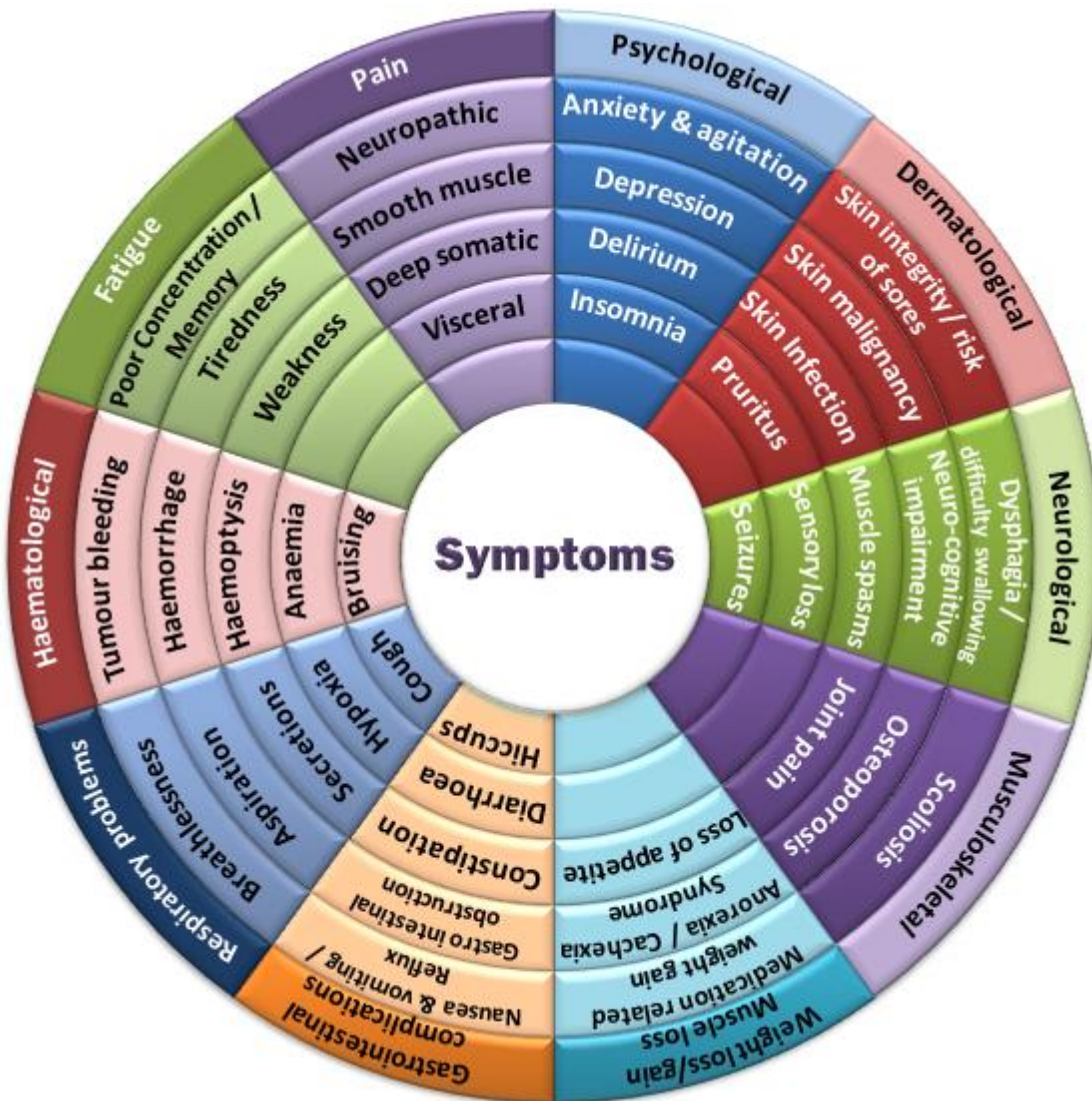 Symptoms
Psychological
Anxiety & agitation
Depression
Delirium
Insomnia
Dermatological
Skin integrity/ risk
of sores
Skin malignancy
Skin Infection
Pruritus
Neurological
Dysphagia /
difficulty swallowing
Neuro-cognitive
impairment
Muscle spasms
Sensory loss
Seizures
Musculoskeletal
Scoliosis
Osteoporosis
Joint pain
Weight loss/gain
Muscle loss
Medication related
weight gain
Anorexia / Cachexia
Syndrome
Loss of appetite
Gastrointestinal
complications
Nausea & vomiting/
Reflux
Gastro intestinal
obstruction
Constipation
Diarrhoea
Hiccups
Respiratory problems
Breathlessness
Aspiration
Secretions
Hypoxia
Cough
Haematological
Tumour bleeding
Haemorrhage
Haemoptysis
Anaemia
Bruising
Fatigue
Poor Concentration/
Memory
Tiredness
Weakness
Pain
Neuropathic
Smooth muscle
Deep somatic
Visceral